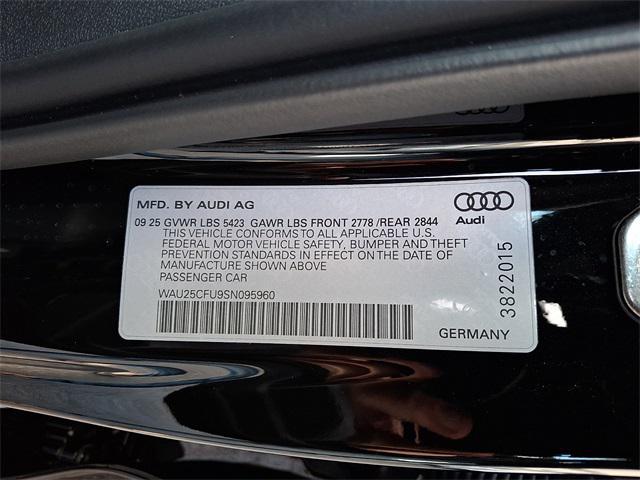 MFD. BY AUDI AG
Audi
09 25 GVWR LBS 5423 GAWR LBS FRONT 2778 /REAR 2844
THIS VEHICLE CONFORMS TO ALL APPLICABLE U.S.
FEDERAL MOTOR VEHICLE SAFETY, BUMPER AND THEFT
PREVENTION STANDARDS IN EFFECT ON THE DATE OF
MANUFACTURE SHOWN ABOVE
PASSENGER CAR
WAU25CFU9SN095960
3822015
GERMANY